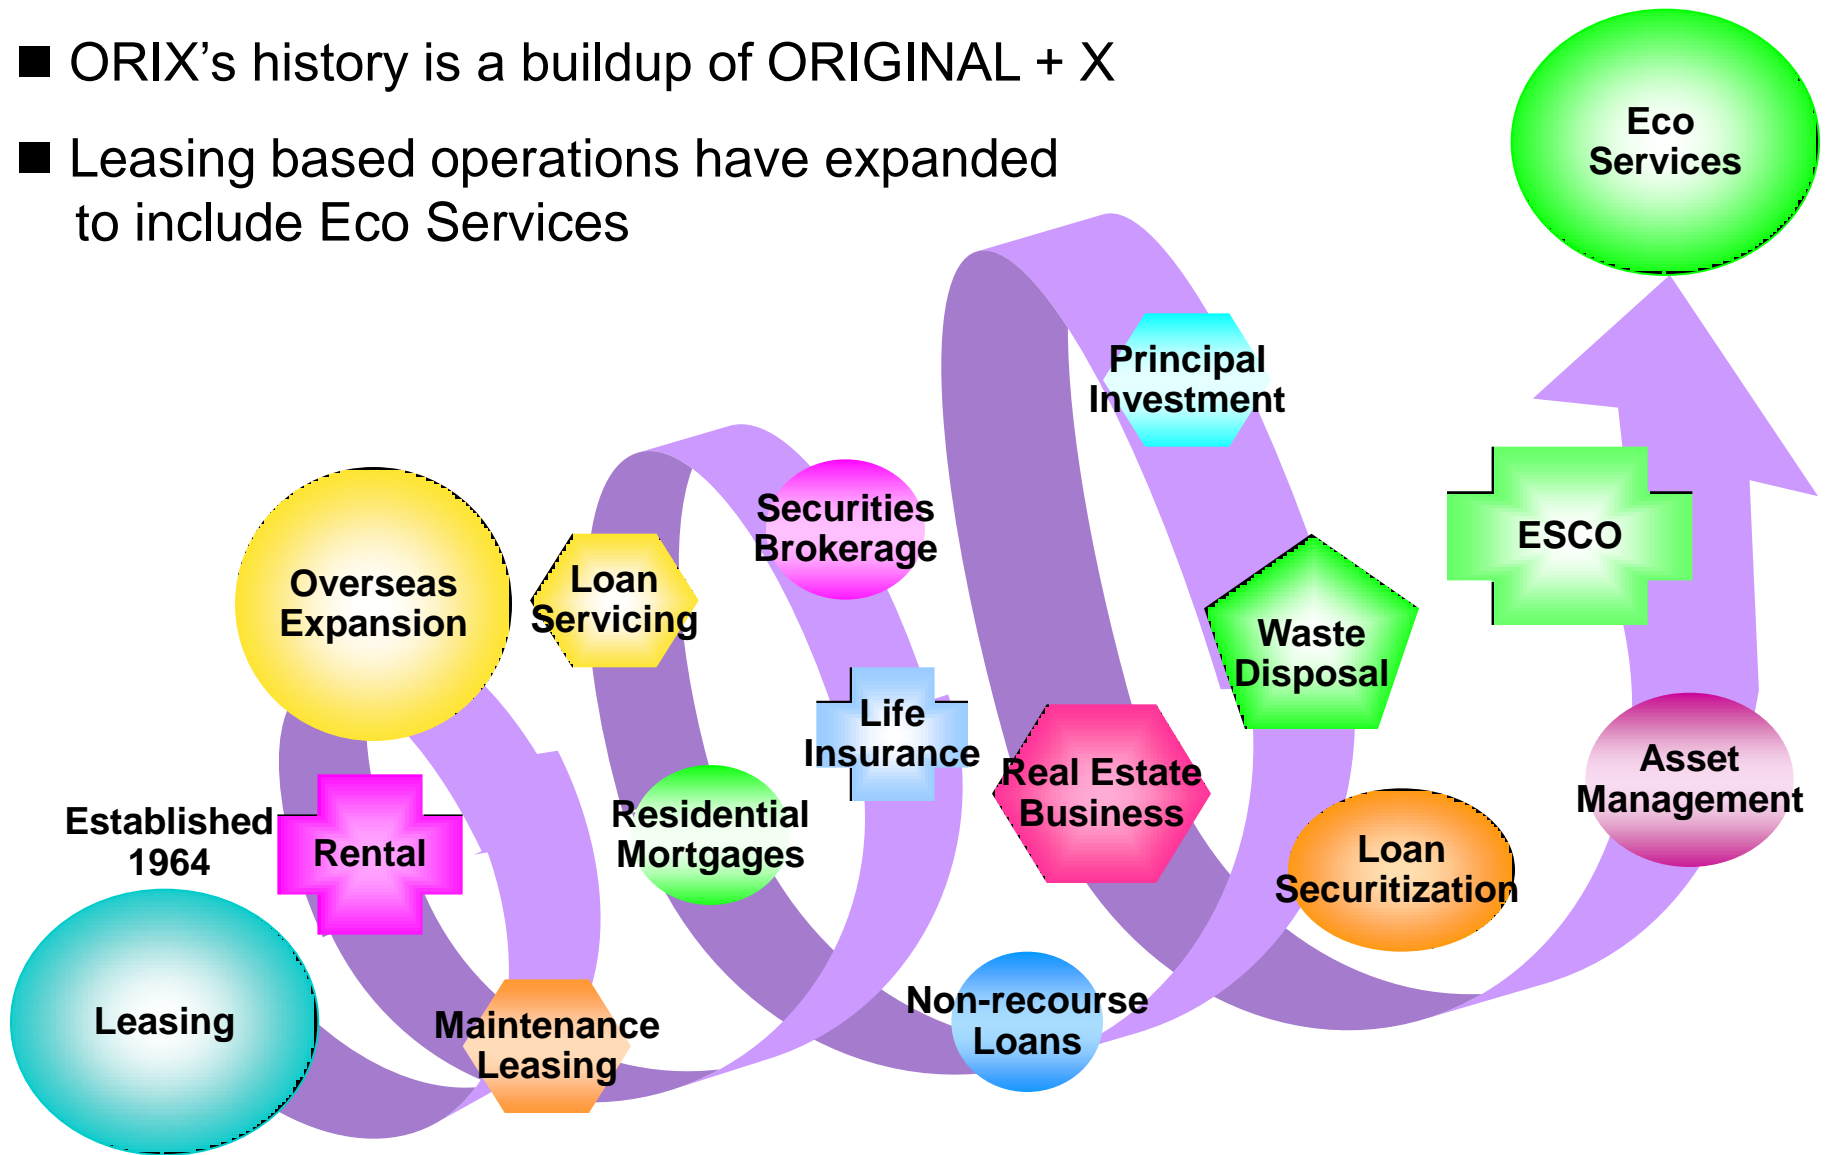 ■ ORIX’s history is a buildup of ORIGINAL + X
■ Leasing based operations have expanded
to include Eco Services
Eco
Services
Principal
Investment
Securities
Brokerage
ESCO
Overseas
Expansion
Loan
Servicing
Waste
Disposal
Life
Insurance
Real Estate
Business
Asset
Management
Residential
Mortgages
Established
1964
Rental
Loan
Securitization
Leasing
Maintenance
Leasing
Non-recourse
Loans